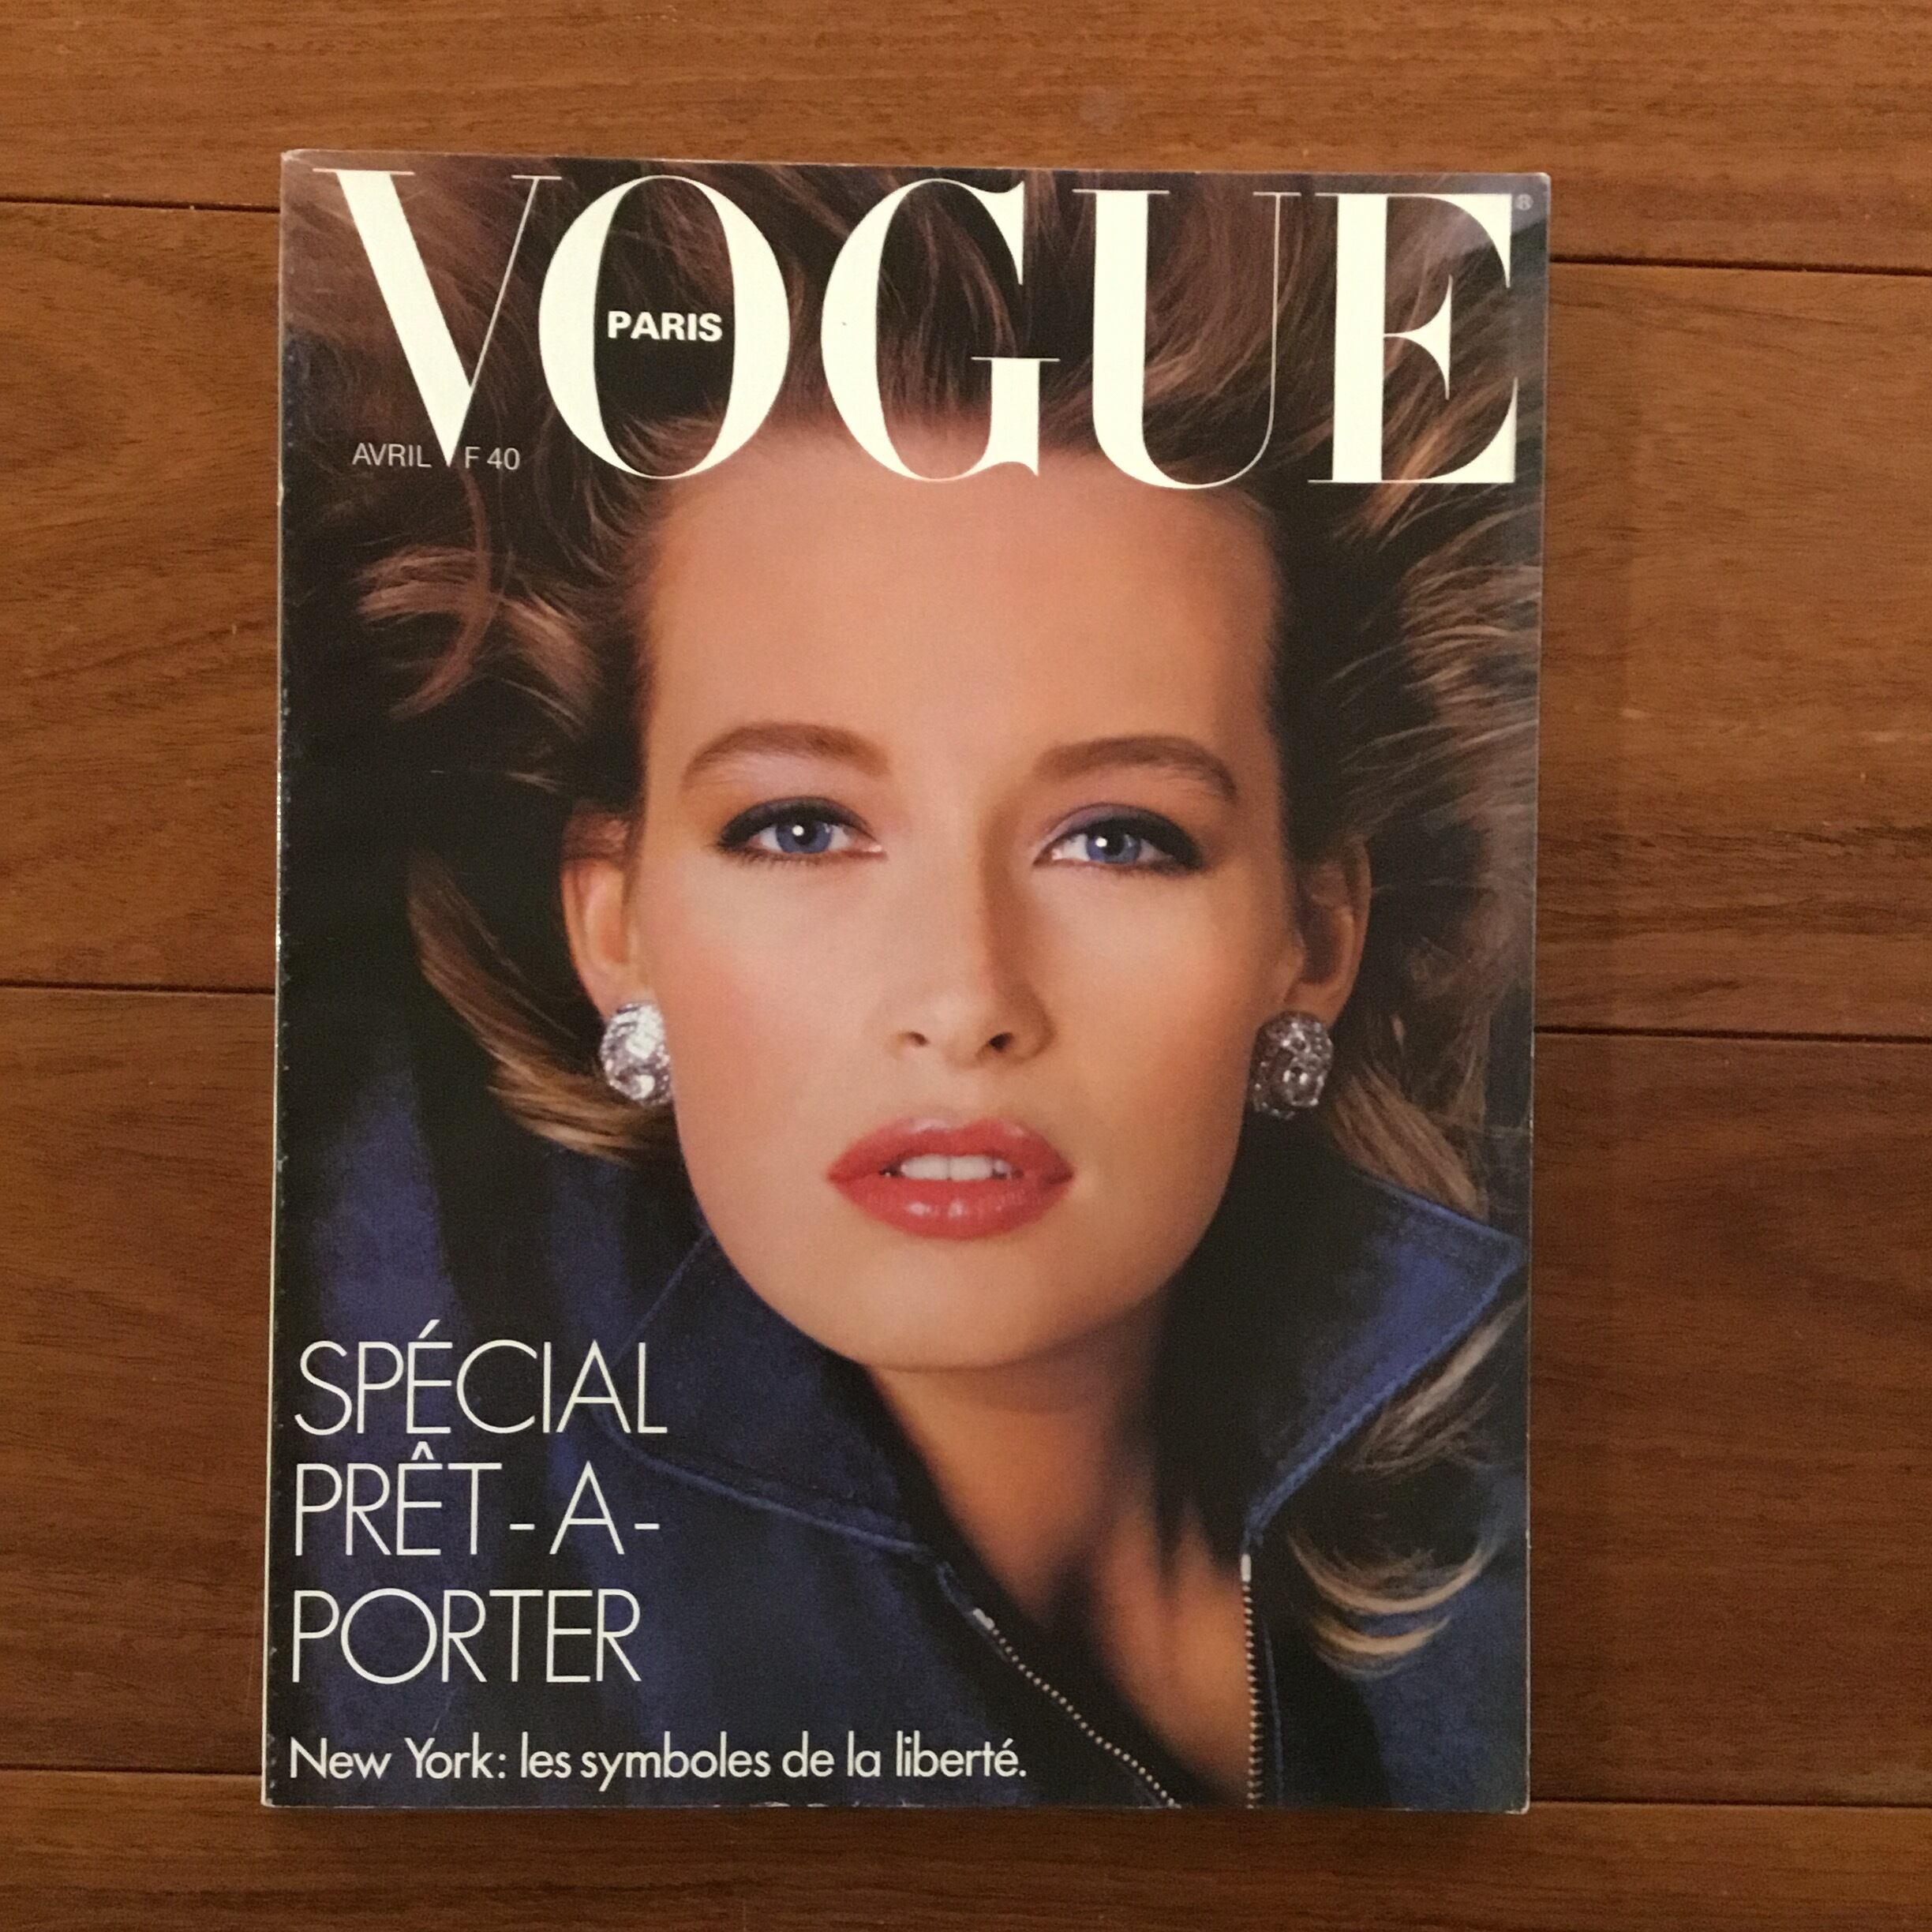 VOGUE
®
PARIS
AVRIL F 40
SPÉCIAL
PRÊT-A-
PORTER
New York: les symboles de la liberté.